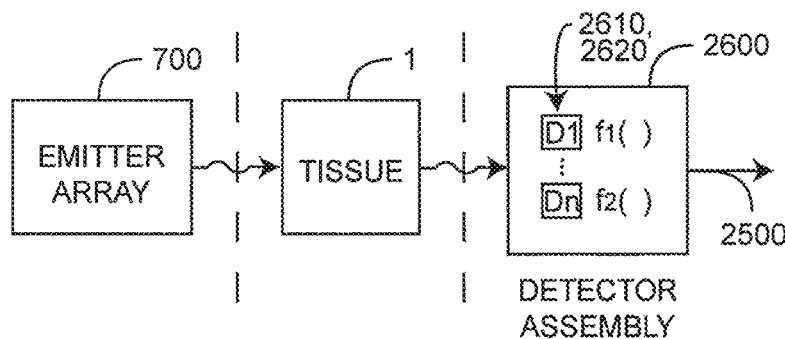 700
1
2610,
2620
2600
EMITTER
ARRAY
TISSUE
D1 f1( )
⋮
Dn f2( )
2500
DETECTOR
ASSEMBLY